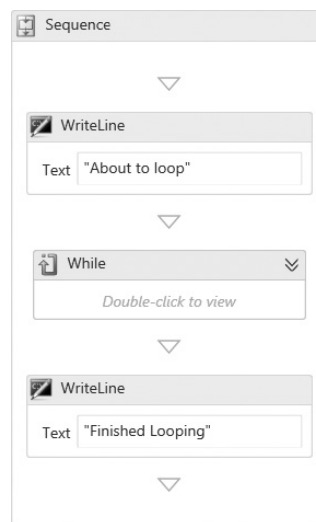 Sequence
WriteLine
Text "About to loop"
While
Double-click to view
WriteLine
Text "Finished Looping"